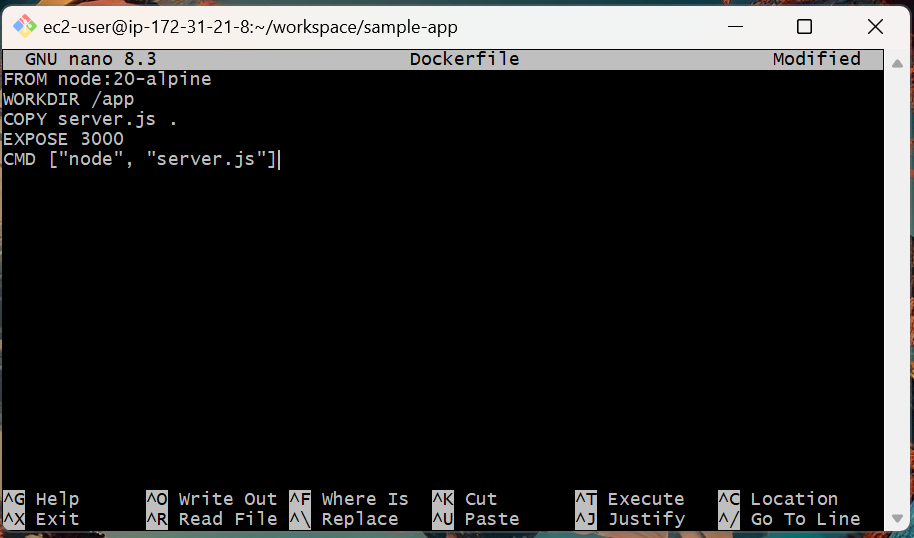 ec2-user@ip-172-31-21-8:~/workspace/sample-app
GNU nano 8.3 Dockerfile Modified
FROM node:20-alpine
WORKDIR /app
COPY server.js .
EXPOSE 3000
CMD ["node", "server.js"]
^G Help ^O Write Out ^F Where Is ^K Cut ^T Execute ^C Location
^X Exit ^R Read File ^\ Replace ^U Paste ^J Justify ^/ Go To Line